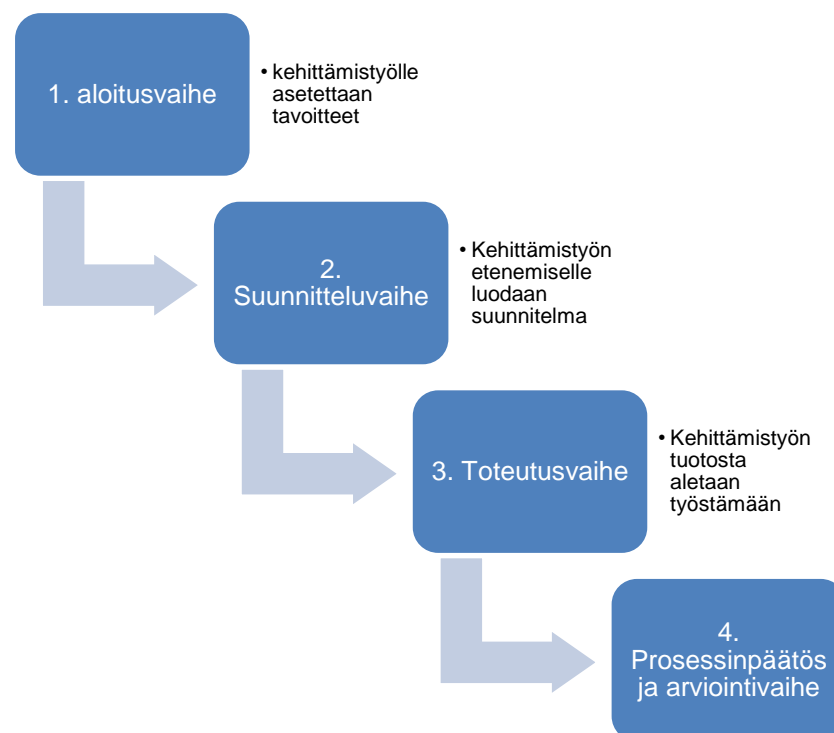 1. aloitusvaihe
• kehittämistyölle
asetettaan
tavoitteet
2.
Suunnitteluvaihe
• Kehittämistyön
etenemiselle
luodaan
suunnitelma
3. Toteutusvaihe
• Kehittämistyön
tuotosta
aletaan
työstämään
4.
Prosessinpäätös
ja arviointivaihe